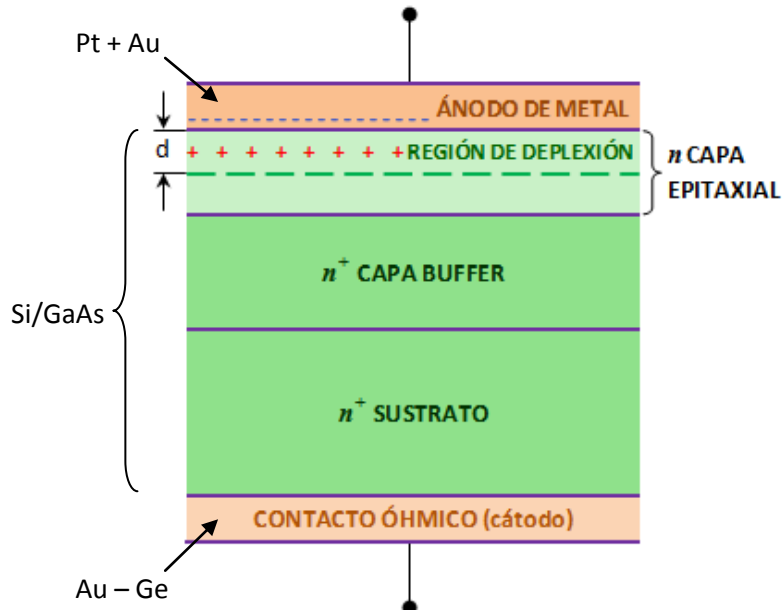 Pt + Au
ÁNODO DE METAL
d
+ + + + + + + +
REGIÓN DE DEPLEXIÓN
n CAPA
EPITAXIAL
n⁺ CAPA BUFFER
Si/GaAs
n⁺ SUSTRATO
CONTACTO ÓHMICO (cátodo)
Au – Ge